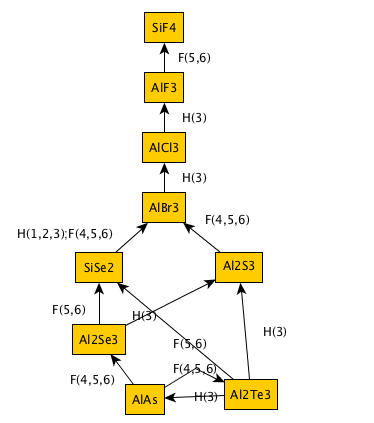 SiF4
F(5,6)
AlF3
H(3)
AlCl3
H(3)
AlBr3
F(4,5,6)
H(1,2,3);F(4,5,6)
SiSe2
Al2S3
F(5,6)
H(3)
H(3)
Al2Se3
F(5,6)
F(4,5,6)
F(4,5,6)
H(3)
AlAs
Al2Te3